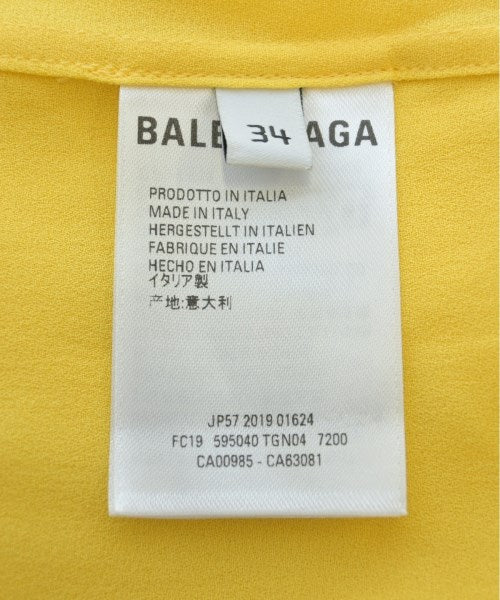 BALE AGA
34
PRODOTTO IN ITALIA
MADE IN ITALY
HERGESTELLT IN ITALIEN
FABRIQUE EN ITALIE
HECHO EN ITALIA
イタリア製
产地:意大利
JP57 2019 01624
FC19 595040 TGN04 7200
CA00985 - CA63081